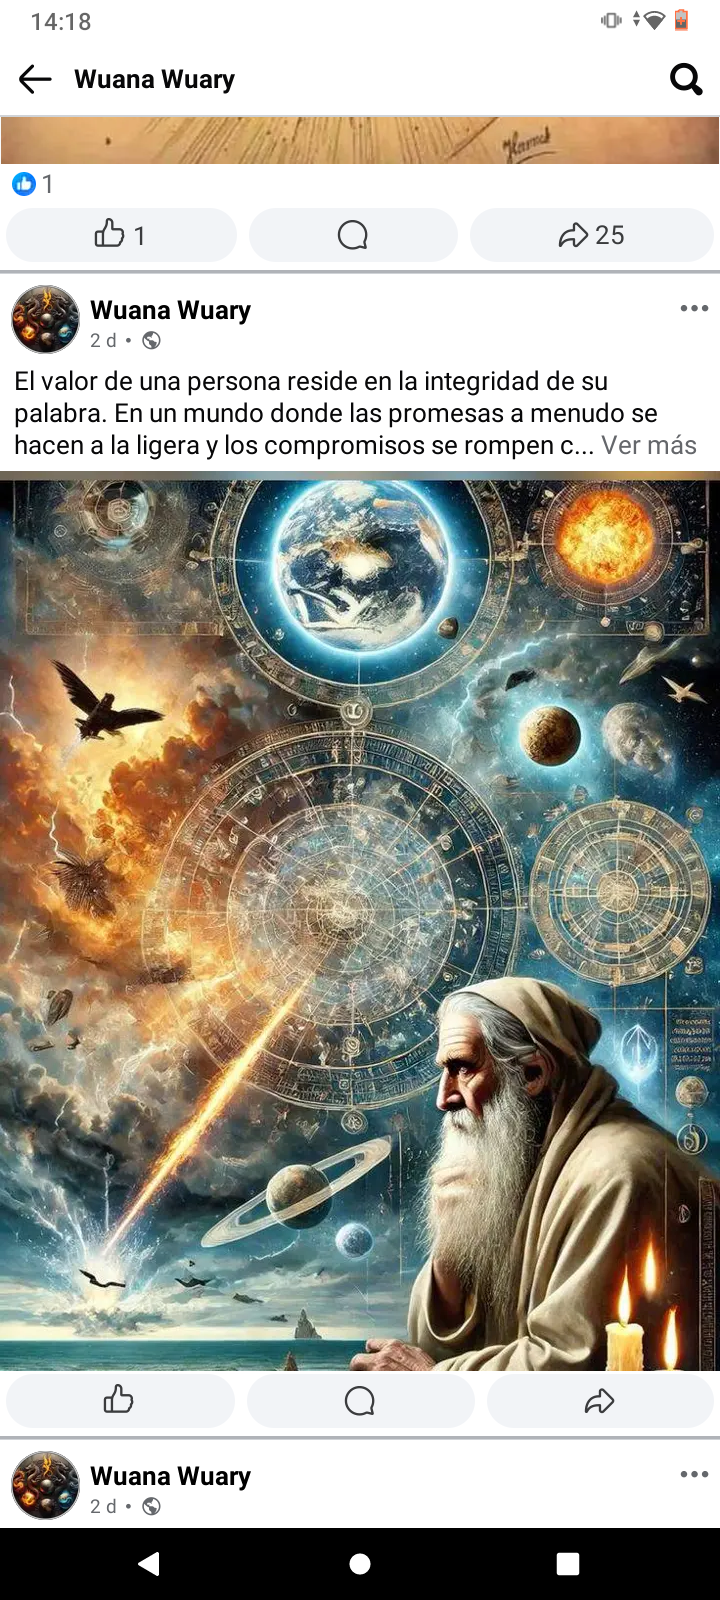 14:18
Wuana Wuary
1
1
25
Wuana Wuary
2 d •
El valor de una persona reside en la integridad de su
palabra. En un mundo donde las promesas a menudo se
hacen a la ligera y los compromisos se rompen c... Ver más
Wuana Wuary
2 d •